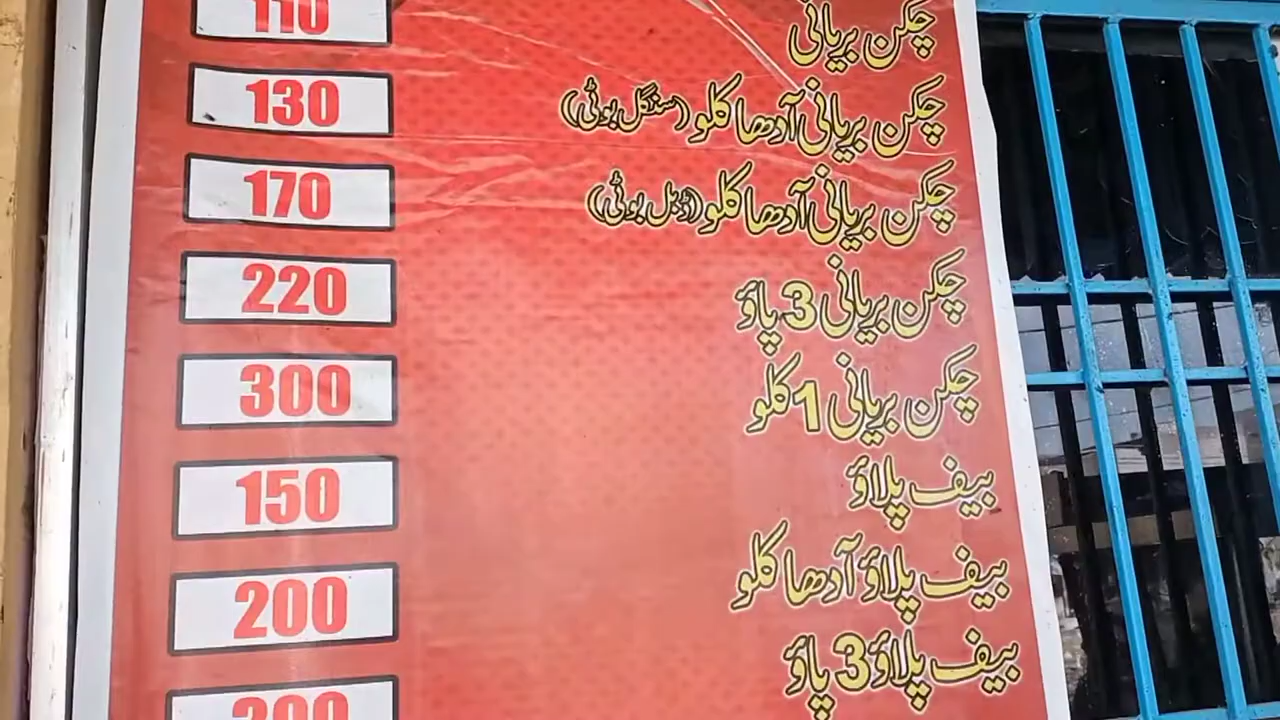 چکن بریانی 110
چکن بریانی آدھا کلو (سنگل بوٹی) 130
چکن بریانی آدھا کلو (ڈبل بوٹی) 170
چکن بریانی 3 پاؤ 220
چکن بریانی 1 کلو 300
بیف پلاؤ 150
بیف پلاؤ آدھا کلو 200
بیف پلاؤ 3 پاؤ